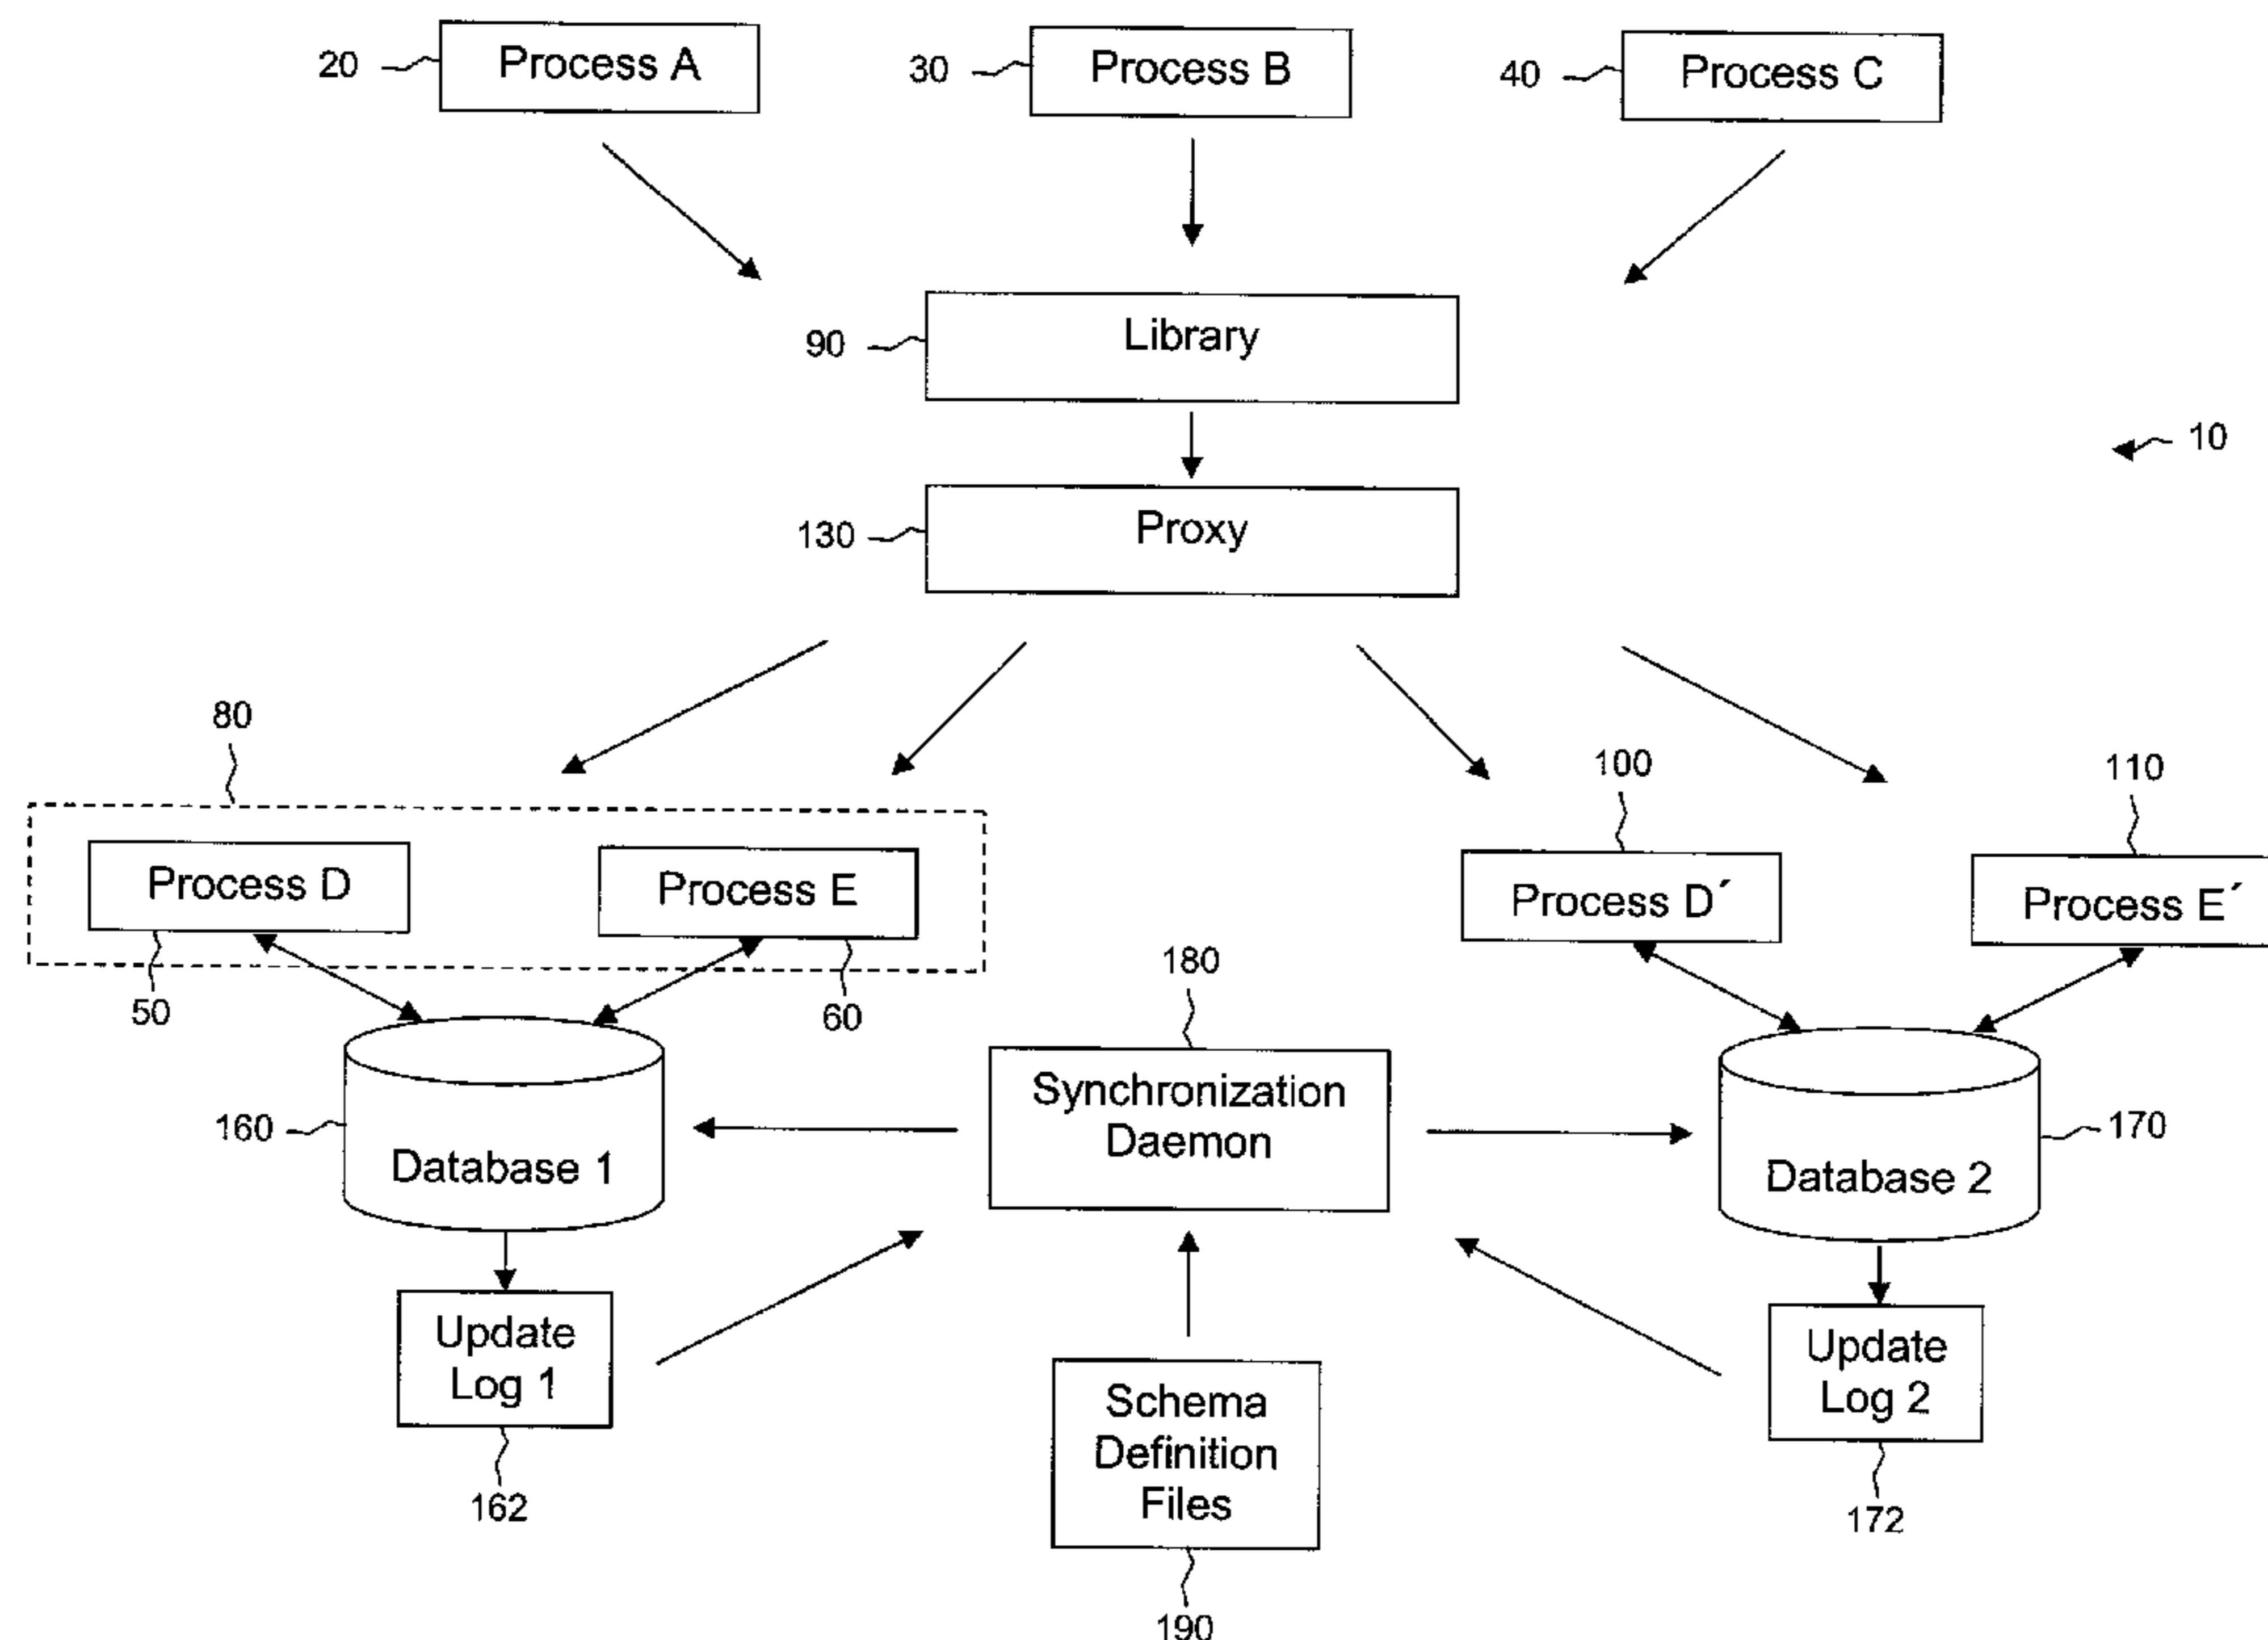 20
Process A
30
Process B
40
Process C
90
Library
10
130
Proxy
80
100
110
Process D
Process E
Process D´
Process E´
50
60
180
160
Database 1
Synchronization
Daemon
Database 2
170
Update
Log 1
Schema
Definition
Files
Update
Log 2
162
172
190